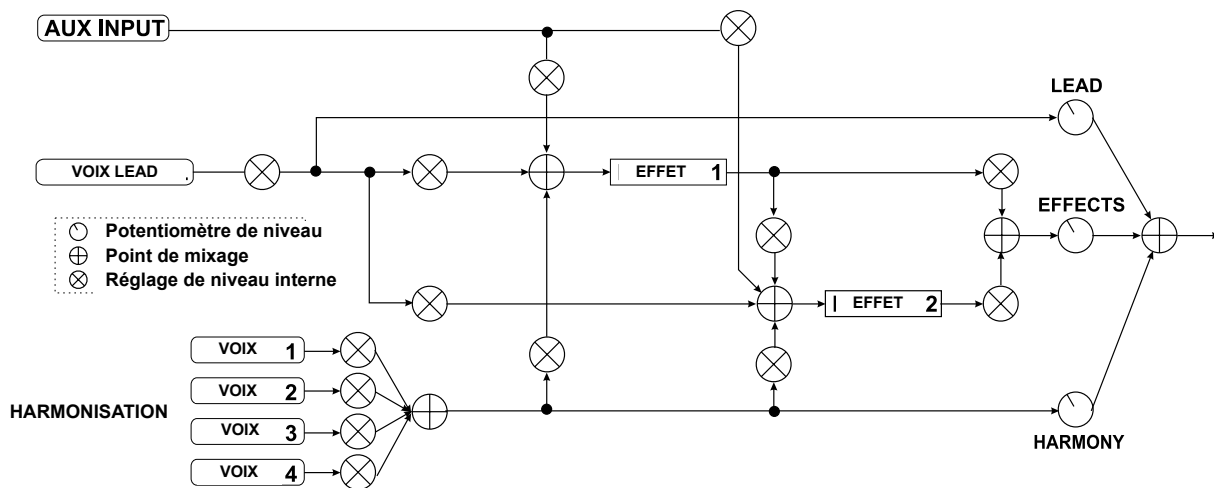 AUX INPUT
LEAD
VOIX LEAD
EFFET 1
EFFECTS
Potentiomètre de niveau
Point de mixage
Réglage de niveau interne
EFFET 2
VOIX 1
VOIX 2
HARMONISATION
VOIX 3
HARMONY
VOIX 4